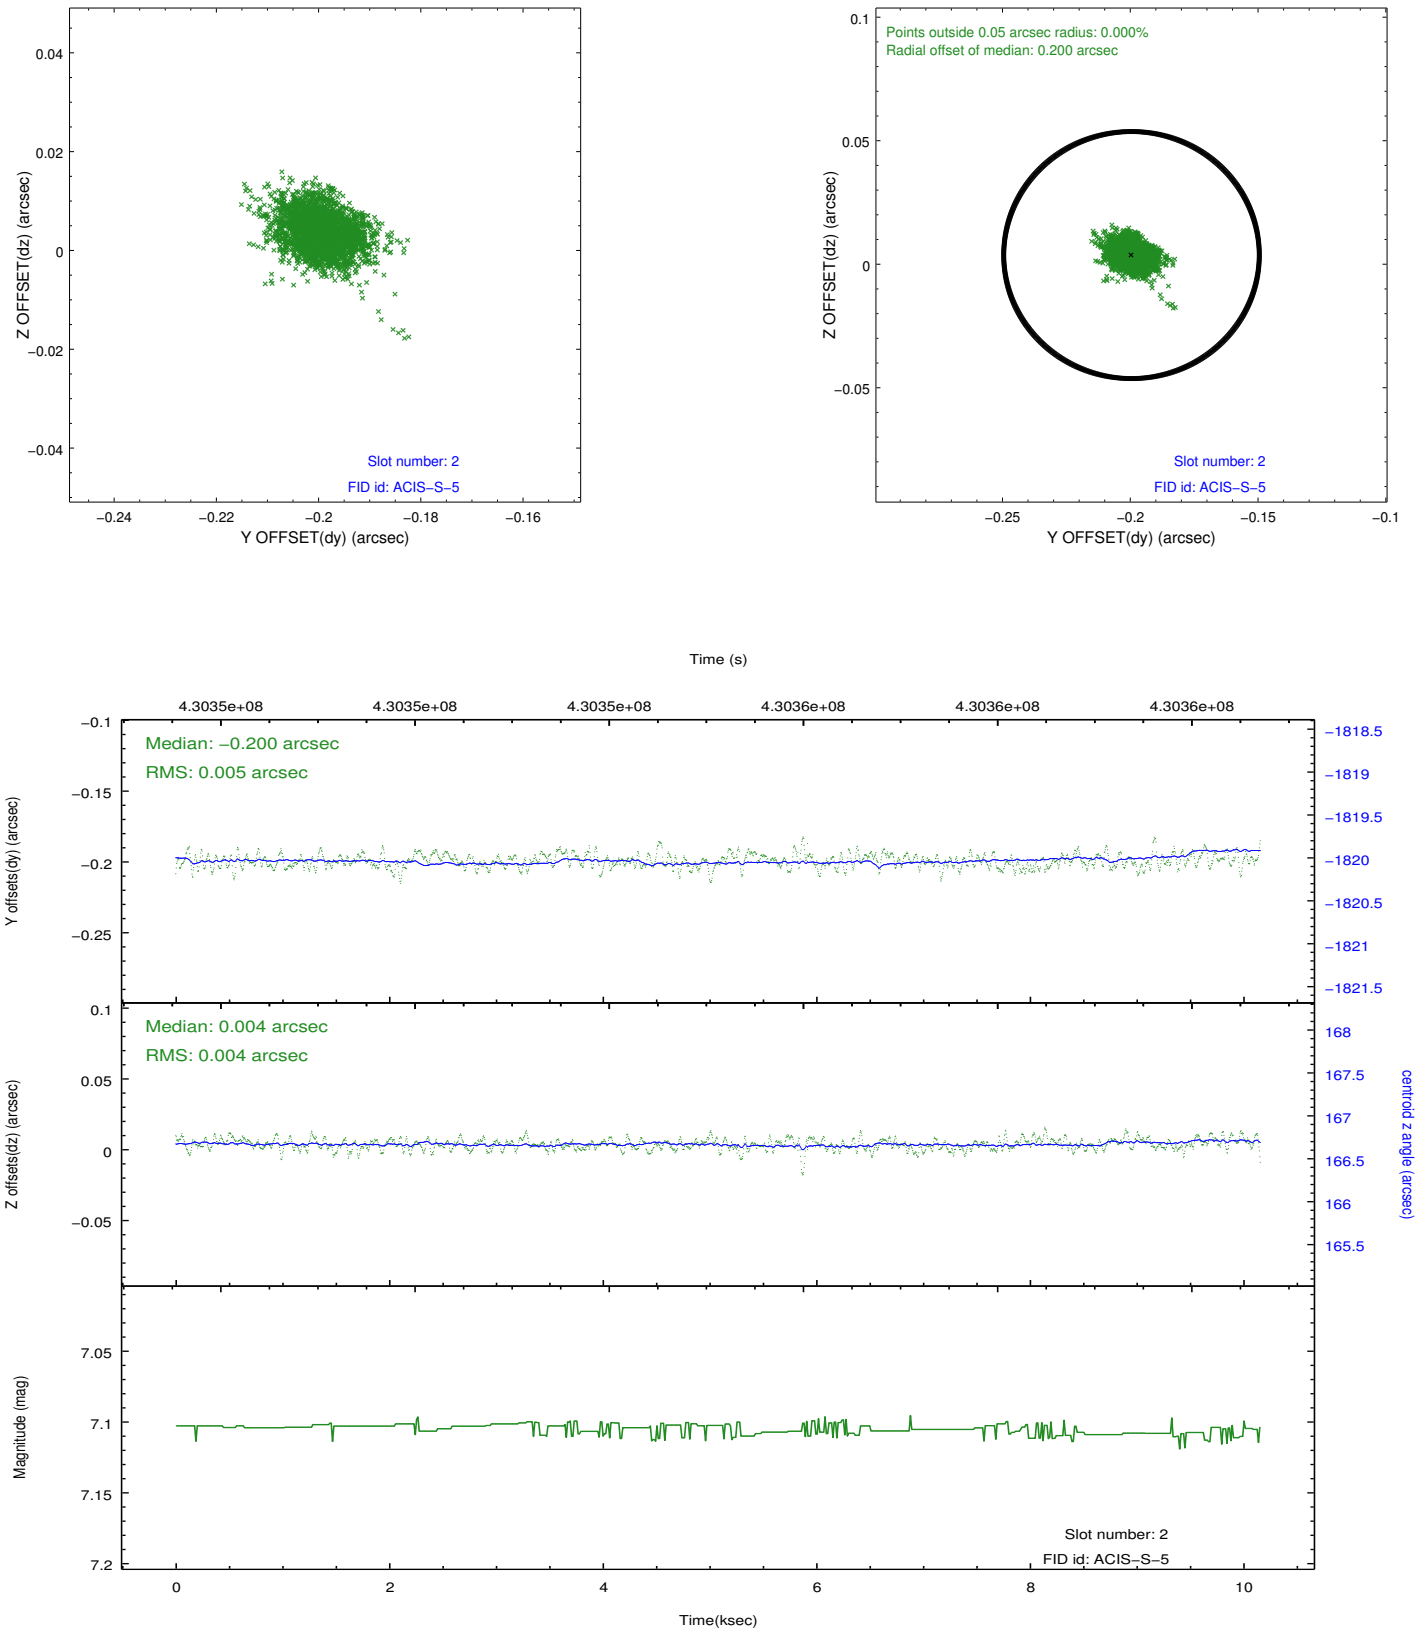 0.04
0.02
0
−0.02
−0.04
Z OFFSET(dz) (arcsec)
Slot number: 2
FID id: ACIS−S−5
−0.24
−0.22
−0.2
−0.18
−0.16
Y OFFSET(dy) (arcsec)
Points outside 0.05 arcsec radius: 0.000%
Radial offset of median: 0.200 arcsec
0.1
0.05
0
−0.05
Z OFFSET(dz) (arcsec)
Slot number: 2
FID id: ACIS−S−5
−0.25
−0.2
−0.15
−0.1
Y OFFSET(dy) (arcsec)
Time (s)
4.3035e+08
4.3035e+08
4.3035e+08
4.3036e+08
4.3036e+08
4.3036e+08
Median: −0.200 arcsec
RMS: 0.005 arcsec
−0.1
−0.15
−0.2
−0.25
Y offsets(dy) (arcsec)
−1818.5
−1819
−1819.5
−1820
−1820.5
−1821
−1821.5
Median: 0.004 arcsec
RMS: 0.004 arcsec
0.1
0.05
0
−0.05
Z offsets(dz) (arcsec)
168
167.5
167
166.5
166
165.5
centroid z angle (arcsec)
7.05
7.1
7.15
7.2
Magnitude (mag)
Slot number: 2
FID id: ACIS−S−5
0
2
4
6
8
10
Time(ksec)